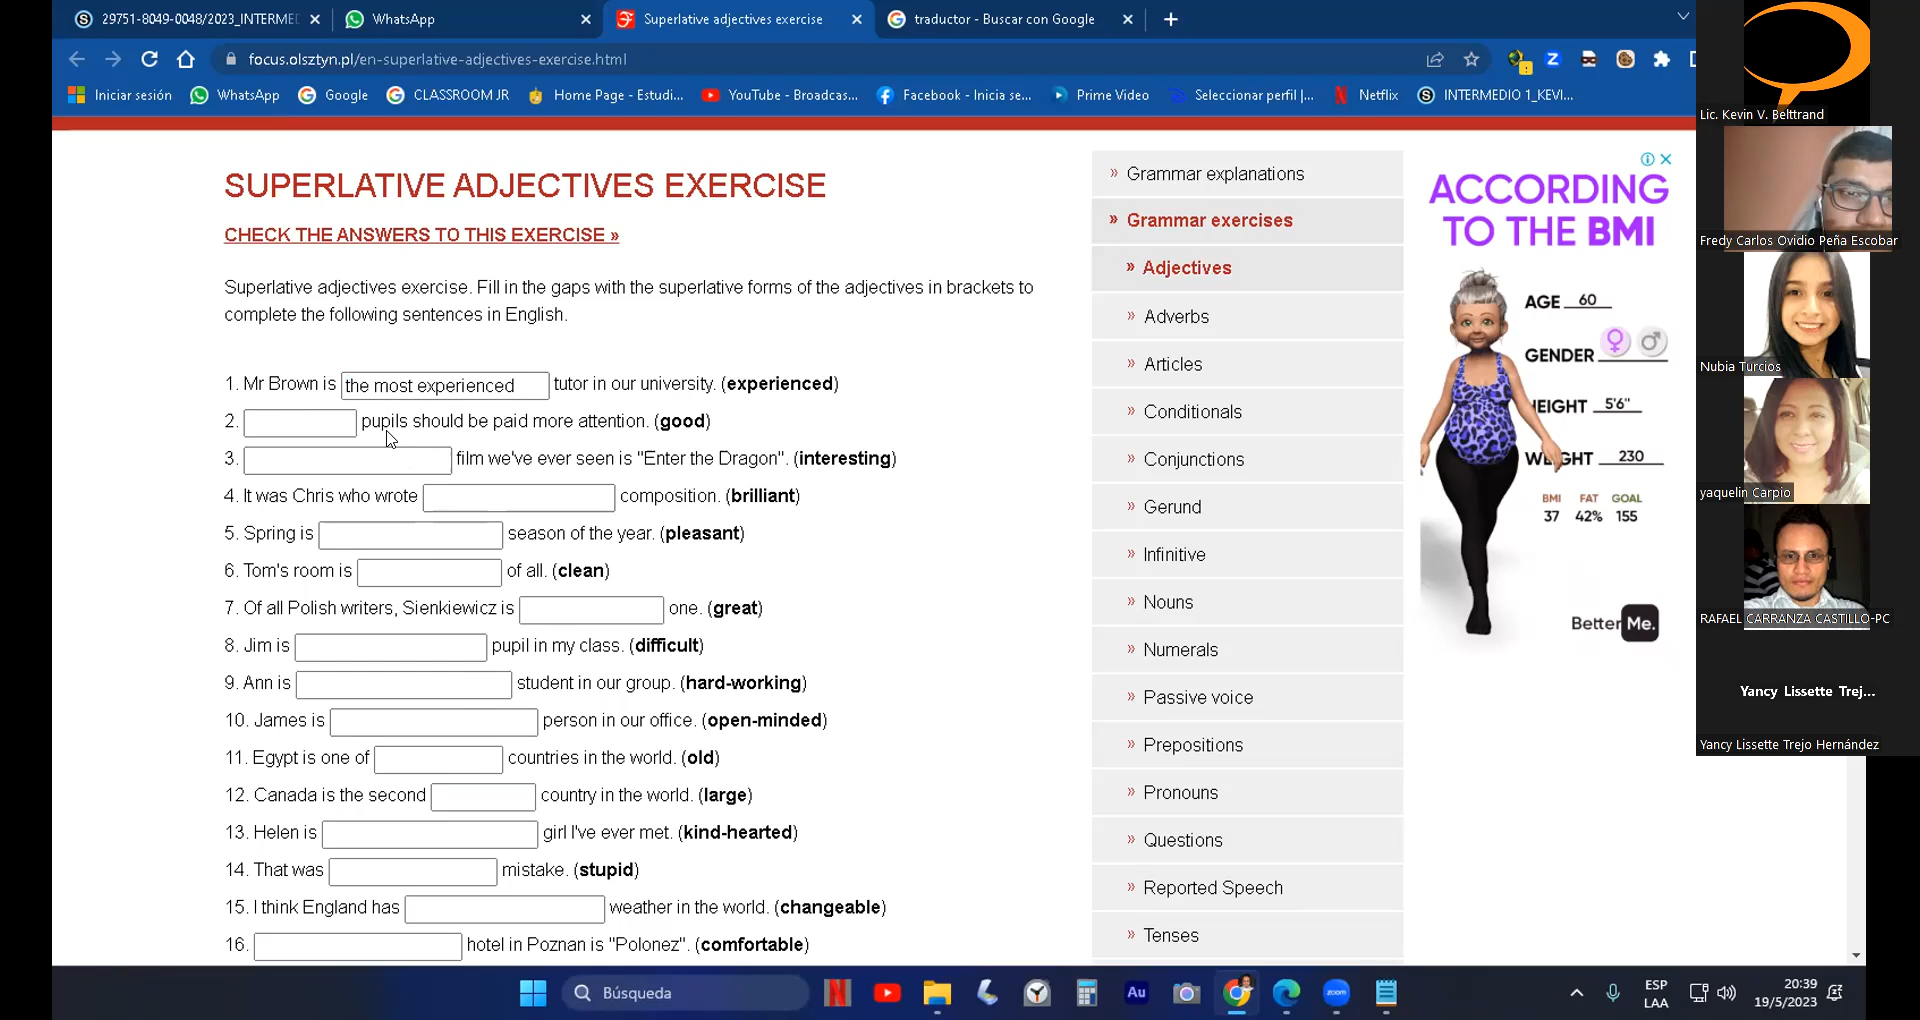 29751-8049-0048/2023_INTERME
WhatsApp
Superlative adjectives exercise
traductor - Buscar con Google
focus.olsztyn.pl/en-superlative-adjectives-exercise.html
Iniciar sesión
WhatsApp
Google
CLASSROOM JR
Home Page - Estudi...
YouTube - Broadcas...
Facebook - Inicia se...
Prime Video
Seleccionar perfil |...
Netflix
INTERMEDIO 1_KEVI...
SUPERLATIVE ADJECTIVES EXERCISE
CHECK THE ANSWERS TO THIS EXERCISE »
Superlative adjectives exercise. Fill in the gaps with the superlative forms of the adjectives in brackets to
complete the following sentences in English.
1. Mr Brown is the most experienced tutor in our university. (experienced)
2. pupils should be paid more attention. (good)
3. film we've ever seen is "Enter the Dragon". (interesting)
4. It was Chris who wrote composition. (brilliant)
5. Spring is season of the year. (pleasant)
6. Tom's room is of all. (clean)
7. Of all Polish writers, Sienkiewicz is one. (great)
8. Jim is pupil in my class. (difficult)
9. Ann is student in our group. (hard-working)
10. James is person in our office. (open-minded)
11. Egypt is one of countries in the world. (old)
12. Canada is the second country in the world. (large)
13. Helen is girl I've ever met. (kind-hearted)
14. That was mistake. (stupid)
15. I think England has weather in the world. (changeable)
16. hotel in Poznan is "Polonez". (comfortable)
» Grammar explanations
» Grammar exercises
» Adjectives
» Adverbs
» Articles
» Conditionals
» Conjunctions
» Gerund
» Infinitive
» Nouns
» Numerals
» Passive voice
» Prepositions
» Pronouns
» Questions
» Reported Speech
» Tenses
ACCORDING
TO THE BMI
AGE 60
GENDER
HEIGHT 5'6"
WEIGHT 230
BMI FAT GOAL
37 42% 155
BetterMe.
Lic. Kevin V. Belttrand
Fredy Carlos Ovidio Peña Escobar
Nubia Turcios
yaquelin Carpio
RAFAEL CARRANZA CASTILLO-PC
Yancy Lissette Trej...
Yancy Lissette Trejo Hernández
Búsqueda
Au
zoom
ESP
LAA
20:39
19/5/2023